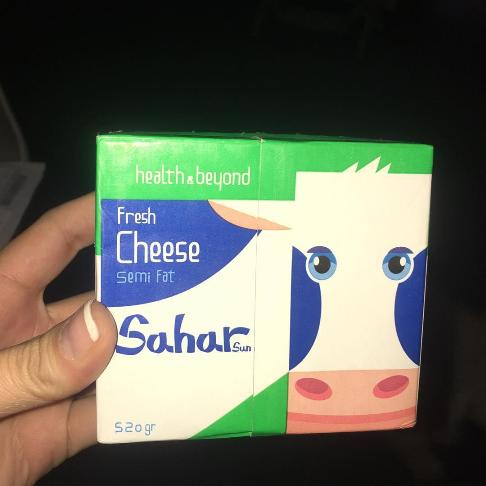 health & beyond
Fresh
Cheese
Semi Fat
Sahar Sun
520 gr